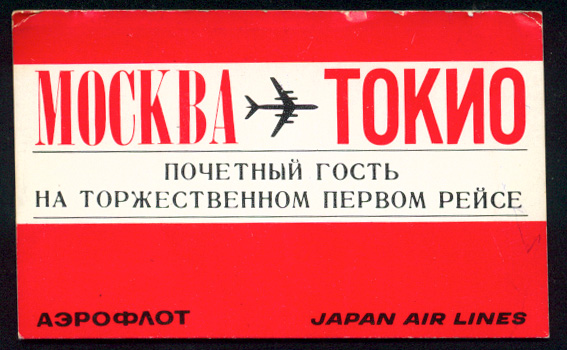 МОСКВА ТОКИО
ПОЧЕТНЫЙ ГОСТЬ
НА ТОРЖЕСТВЕННОМ ПЕРВОМ РЕЙСЕ
АЭРОФЛОТ JAPAN AIR LINES